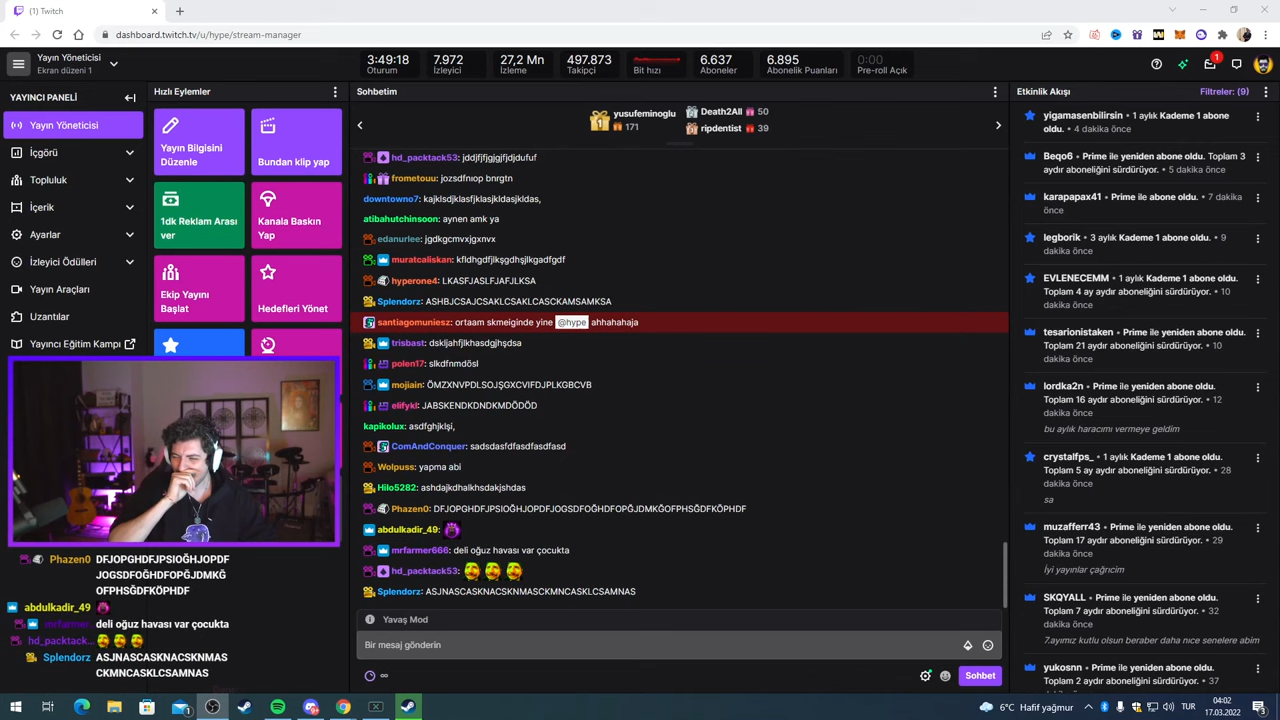 (1) Twitch
dashboard.twitch.tv/u/hype/stream-manager
Yayın Yöneticisi
Ekran düzeni 1
3:49:18
Oturum
7.972
İzleyici
27,2 Mn
İzleme
497.873
Takipçi
Bit hızı
6.637
Aboneler
6.895
Abonelik Puanları
0:00
Pre-roll Açık
1
YAYINCI PANELİ
Yayın Yöneticisi
İçgörü
Topluluk
İçerik
Ayarlar
İzleyici Ödülleri
Yayın Araçları
Uzantılar
Yayıncı Eğitim Kampı
Hızlı Eylemler
Yayın Bilgisini
Düzenle
Bundan klip yap
1dk Reklam Arası
ver
Kanala Baskın
Yap
Ekip Yayını
Başlat
Hedefleri Yönet
Phazen0 DFJOPGHDFJPSIOĞHJOPDF
JOGSDFOĞHDFOPĞJDMKĞ
OFPHSĞDFKÖPHDF
abdulkadir_49
mrfarmer deli oğuz havası var çocukta
hd_packtack...
Splendorz ASJNASCASKNACSKNMAS
CKMNCASKLCSAMNAS
Sohbetim
1
yusufeminoglu
171
Death2All 50
ripdentist 39
hd_packtack53: jddjfjfjgjgjfjdjdufuf
frometouu: jozsdfnıop bnrgtn
downtowno7: kajklsdjklasfjklasjkldasjkldas,
atibahutchinsoon: aynen amk ya
edanurlee: jgdkgcmvxjgxnvx
muratcaliskan: kfldhgdfjlkşgdhşjlkgadfgdf
hyperone4: LKASFJASLFJAFJLKSA
Splendorz: ASHBJCSAJCSAKLCSAKLCASCKAMSAMKSA
santiagomuniesz: ortaam skmeiginde yine @hype ahhahahaja
trisbast: dskljahfjlkhasdgjhşdsa
polen17: slkdfnmdösl
mojiain: ÖMZXNVPDLSOJŞGXCVIFDJPLKGBCVB
elifykl: JABSKENDKDNDKMDÖDÖD
kapikolux: asdfghjklşi,
ComAndConquer: sadsdasfdfasdfasdfasd
Wolpuss: yapma abi
Hilo5282: ashdajkdhalkhsdakjshdas
Phazen0: DFJOPGHDFJPSIOĞHJOPDFJOGSDFOĞHDFOPĞJDMKĞOFPHSĞDFKÖPHDF
abdulkadir_49:
mrfarmer666: deli oğuz havası var çocukta
hd_packtack53:
Splendorz: ASJNASCASKNACSKNMASCKMNCASKLCSAMNAS
Yavaş Mod
Bir mesaj gönderin
∞
Sohbet
Etkinlik Akışı
Filtreler: (9)
yigamasenbilirsin • 1 aylık Kademe 1 abone
oldu. • 4 dakika önce
Beqo6 • Prime ile yeniden abone oldu. Toplam 3
aydır aboneliğini sürdürüyor. • 5 dakika önce
karapapax41 • Prime ile abone oldu. • 7 dakika
önce
legborik • 3 aylık Kademe 1 abone oldu. • 9
dakika önce
EVLENECEMM • 1 aylık Kademe 1 abone oldu.
Toplam 4 ay aydır aboneliğini sürdürüyor. • 10
dakika önce
tesarionistaken • Prime ile yeniden abone oldu.
Toplam 21 aydır aboneliğini sürdürüyor. • 10
dakika önce
lordka2n • Prime ile yeniden abone oldu.
Toplam 16 aydır aboneliğini sürdürüyor. • 12
dakika önce
bu aylık haracımı vermeye geldim
crystalfps_ • 1 aylık Kademe 1 abone oldu.
Toplam 5 ay aydır aboneliğini sürdürüyor. • 28
dakika önce
sa
muzafferr43 • Prime ile yeniden abone oldu.
Toplam 17 aydır aboneliğini sürdürüyor. • 29
dakika önce
İyi yayınlar çağrıcim
SKQYALL • Prime ile yeniden abone oldu.
Toplam 7 aydır aboneliğini sürdürüyor. • 32
dakika önce
7.ayımız kutlu olsun beraber daha nıce senelere abim
yukosnn • Prime ile yeniden abone oldu.
Toplam 2 aydır aboneliğini sürdürüyor. • 37
6°C Hafif yağmur
TUR
04:02
17.03.2022
3